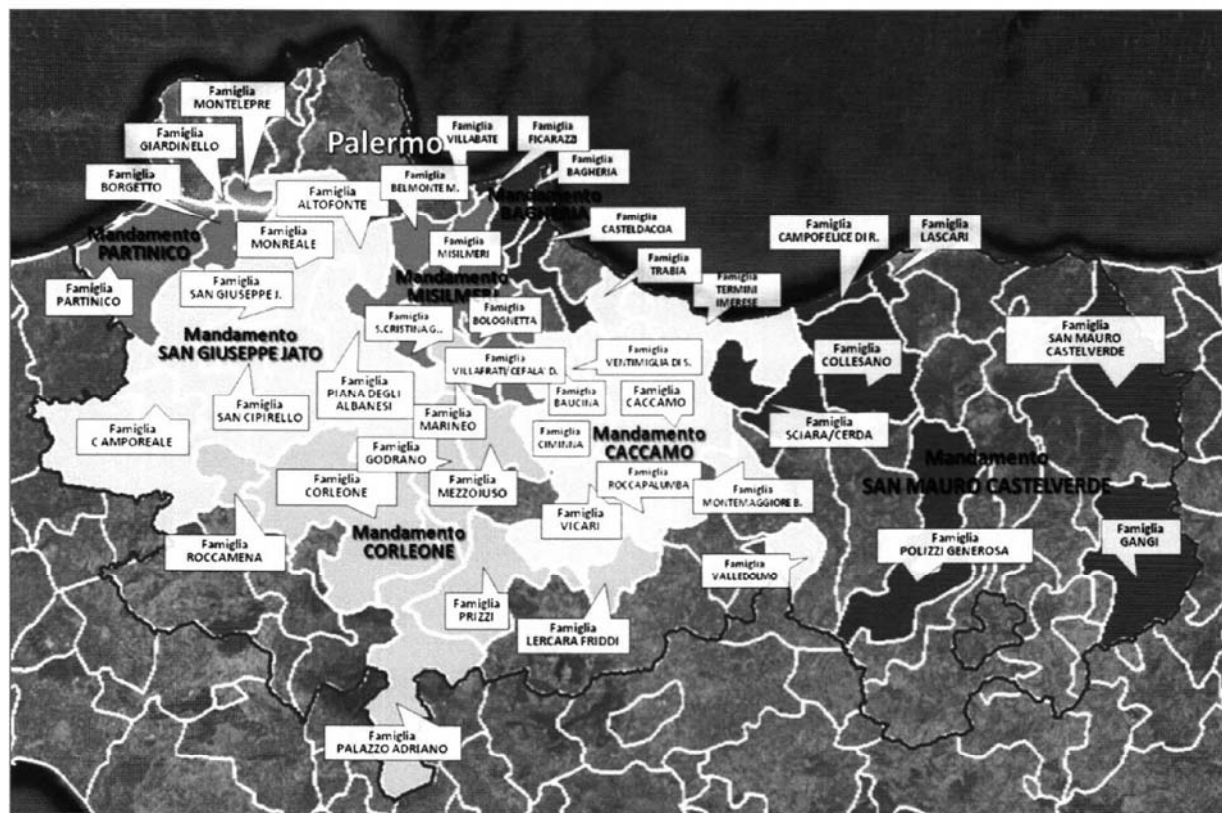 Famiglia
MONTELEPRE
Famiglia
GIARDINELLO
Famiglia
BORGETTO
Palermo
Famiglia
VILLABATE
Famiglia
FICARAZZI
Famiglia
BAGHERIA
Famiglia
ALTOFONTE
Famiglia
BELMONTE M.
Mandamento
BAGHERIA
Famiglia
CASTELDACCIA
Mandamento
PARTINICO
Famiglia
MONREALE
Famiglia
MISILMERI
Famiglia
TRABIA
Famiglia
CAMPOFELICE DI R.
Famiglia
LASCARI
Famiglia
PARTINICO
Famiglia
SAN GIUSEPPE J.
Mandamento
MISILMERI
Famiglia
TERMINI
IMERESE
Famiglia
S.CRISTINA G..
Famiglia
BOLOGNETTA
Mandamento
SAN GIUSEPPE JATO
Famiglia
SAN MAURO
CASTELVERDE
Famiglia
COLLESANO
Famiglia
VILLAFRATI/CEFALA' D.
Famiglia
VENTIMIGLIA DI S.
Famiglia
PIANA DEGLI
ALBANESI
Famiglia
SAN CIPIRELLO
Famiglia
BAUCINA
Famiglia
CACCAMO
Famiglia
CAMPOREALE
Famiglia
MARINEO
Famiglia
CIMINNA
Mandamento
CACCAMO
Famiglia
SCIARA/CERDA
Famiglia
GODRANO
Famiglia
CORLEONE
Famiglia
MEZZOJUSO
Famiglia
ROCCAPALUMBA
Famiglia
MONTEMAGGIORE B.
Mandamento
SAN MAURO CASTELVERDE
Famiglia
VICARI
Famiglia
ROCCAMENA
Mandamento
CORLEONE
Famiglia
VALLEDOLMO
Famiglia
POLIZZI GENEROSA
Famiglia
GANGI
Famiglia
PRIZZI
Famiglia
LERCARA FRIDDI
Famiglia
PALAZZO ADRIANO